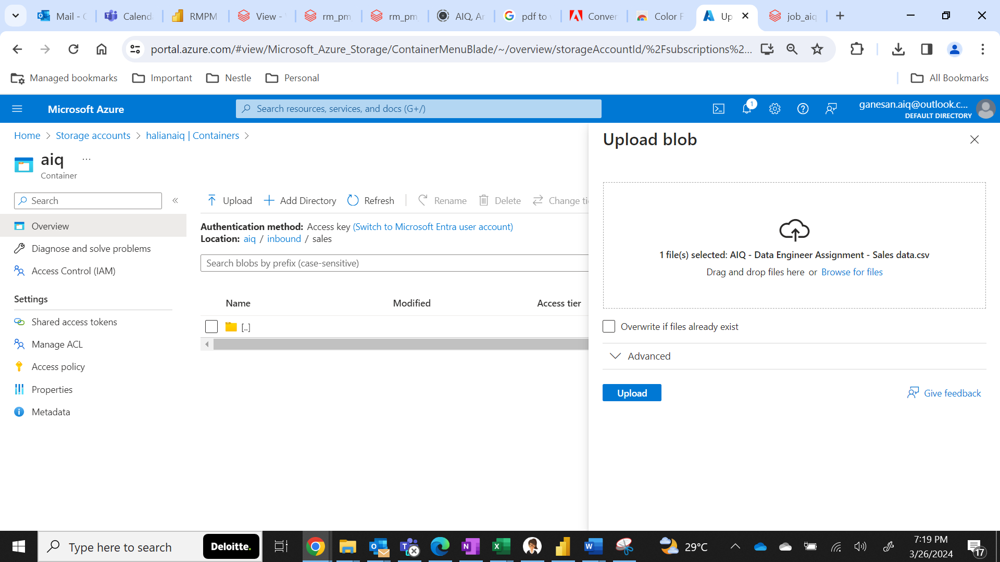 Mail -
Calend
RMPM
View -
rm_pm
rm_pm
AIQ, Ar
pdf to
Conver
Color F
Up
job_aiq
portal.azure.com/#view/Microsoft_Azure_Storage/ContainerMenuBlade/~/overview/storageAccountId/%2Fsubscriptions%2...
Managed bookmarks
Important
Nestle
Personal
All Bookmarks
Microsoft Azure
Search resources, services, and docs (G+/)
1
ganesan.aiq@outlook.c...
DEFAULT DIRECTORY
Home > Storage accounts > halianaiq | Containers >
aiq ...
Container
Search
«
Overview
Diagnose and solve problems
Access Control (IAM)
Settings
Shared access tokens
Manage ACL
Access policy
Properties
Metadata
Upload
Add Directory
Refresh
Rename
Delete
Change ti
Authentication method: Access key (Switch to Microsoft Entra user account)
Location: aiq / inbound / sales
Search blobs by prefix (case-sensitive)
Name Modified Access tier
[..]
Upload blob
1 file(s) selected: AIQ - Data Engineer Assignment - Sales data.csv
Drag and drop files here or Browse for files
Overwrite if files already exist
Advanced
Upload
Give feedback
Type here to search
Deloitte.
29°C
7:19 PM
3/26/2024
17